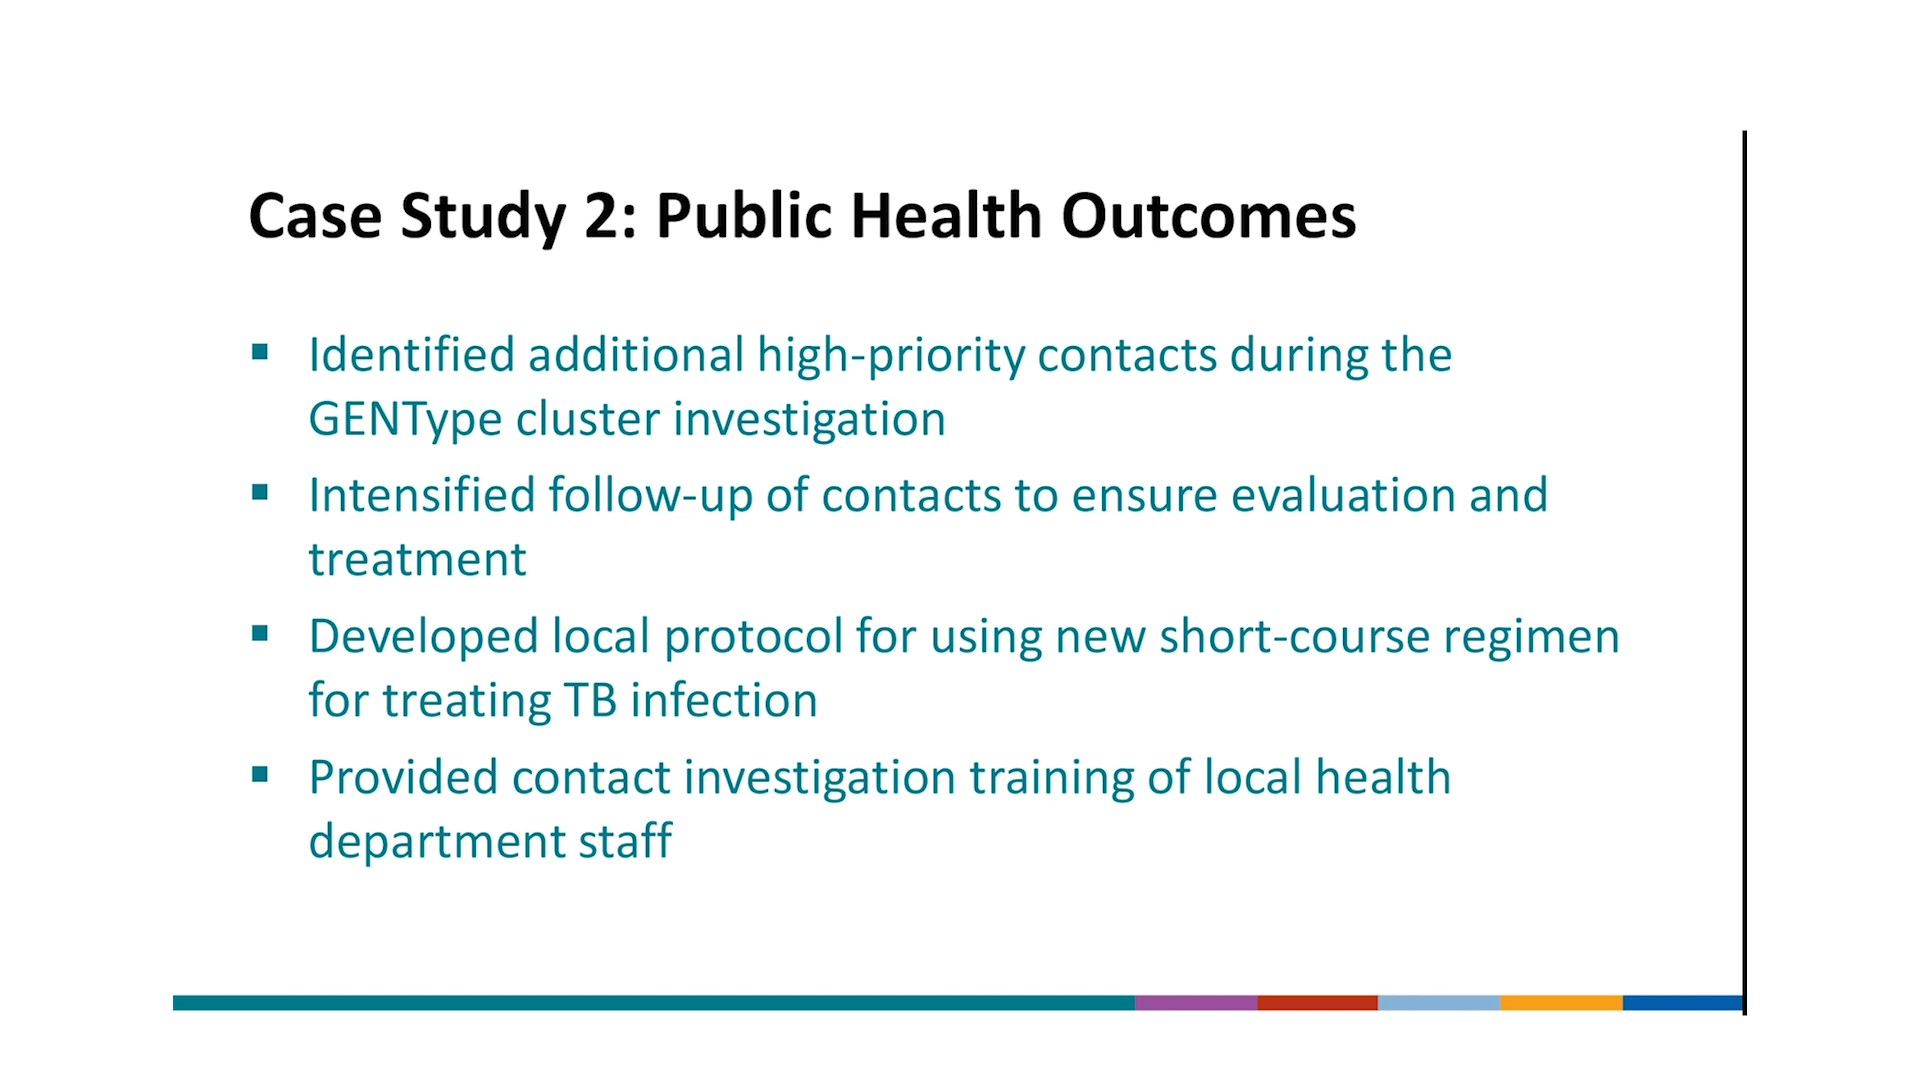 Case Study 2: Public Health Outcomes
▪ Identified additional high-priority contacts during the
GENType cluster investigation
▪ Intensified follow-up of contacts to ensure evaluation and
treatment
▪ Developed local protocol for using new short-course regimen
for treating TB infection
▪ Provided contact investigation training of local health
department staff